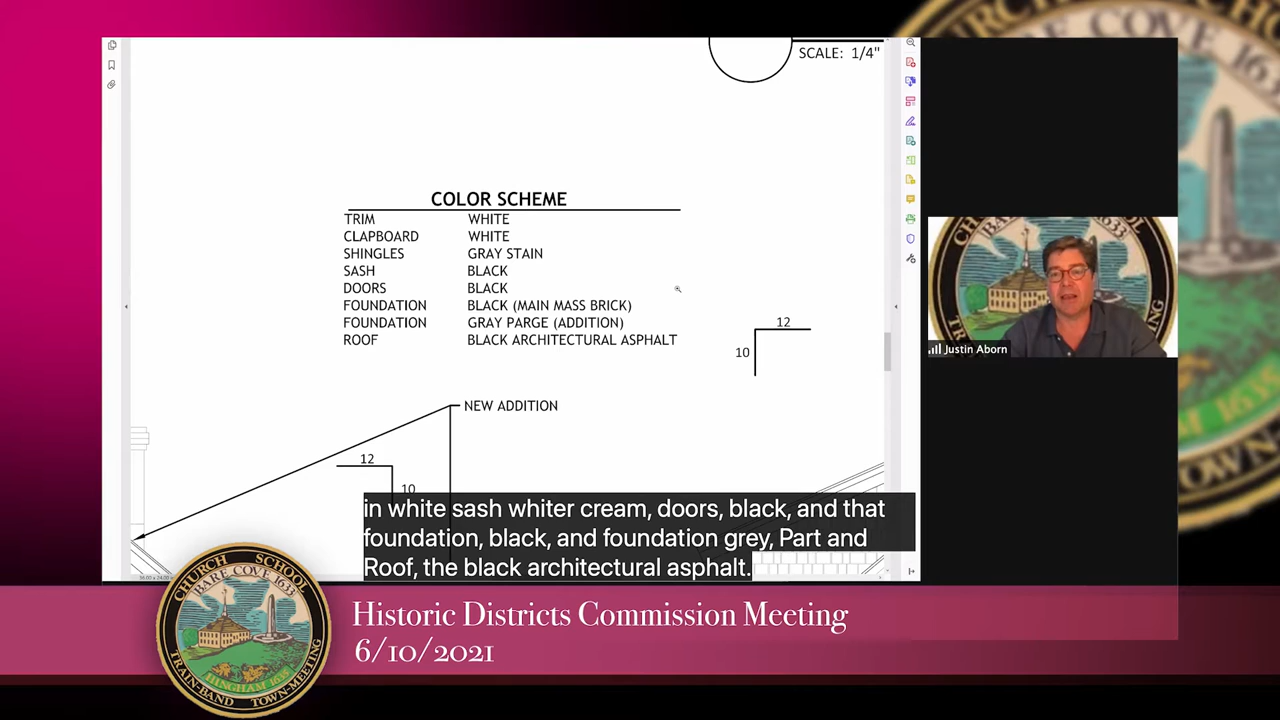 SCALE: 1/4"
COLOR SCHEME
TRIM WHITE
CLAPBOARD WHITE
SHINGLES GRAY STAIN
SASH BLACK
DOORS BLACK
FOUNDATION BLACK (MAIN MASS BRICK)
FOUNDATION GRAY PARGE (ADDITION)
ROOF BLACK ARCHITECTURAL ASPHALT
12
10
NEW ADDITION
12
10
Justin Aborn
in white sash whiter cream, doors, black, and that
foundation, black, and foundation grey, Part and
Roof, the black architectural asphalt.
Historic Districts Commission Meeting
6/10/2021
CHURCH SCHOOL
BARE COVE 1633
HINGHAM 1635
TRAIN-BAND TOWN-MEETING